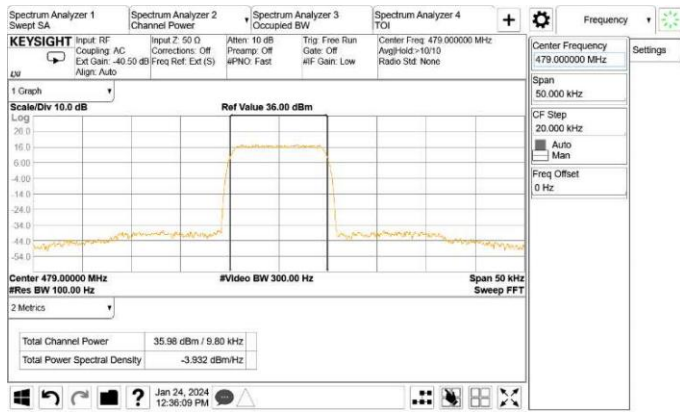 Spectrum Analyzer 1
Swept SA
Spectrum Analyzer 2
Channel Power
Spectrum Analyzer 3
Occupied BW
Spectrum Analyzer 4
TOI
+
Frequency
KEYSIGHT
Input: RF
Coupling: AC
Ext Gain: -40.50 dB
Align: Auto
Input Z: 50 Ω
Corrections: Off
Freq Ref: Ext (S)
Atten: 10 dB
Preamp: Off
#PNO: Fast
Trig: Free Run
Gate: Off
#IF Gain: Low
Center Freq: 479.000000 MHz
Avg|Hold:>10/10
Radio Std: None
1 Graph
Scale/Div 10.0 dB
Ref Value 36.00 dBm
Log
26.0
16.0
6.00
-4.00
-14.0
-24.0
-34.0
-44.0
-54.0
Center 479.00000 MHz
#Video BW 300.00 Hz
Span 50 kHz
#Res BW 100.00 Hz
Sweep FFT
2 Metrics
Total Channel Power 35.98 dBm / 9.80 kHz
Total Power Spectral Density -3.932 dBm/Hz
Center Frequency
479.000000 MHz
Settings
Span
50.000 kHz
CF Step
20.000 kHz
Auto
Man
Freq Offset
0 Hz
?
Jan 24, 2024
12:36:09 PM